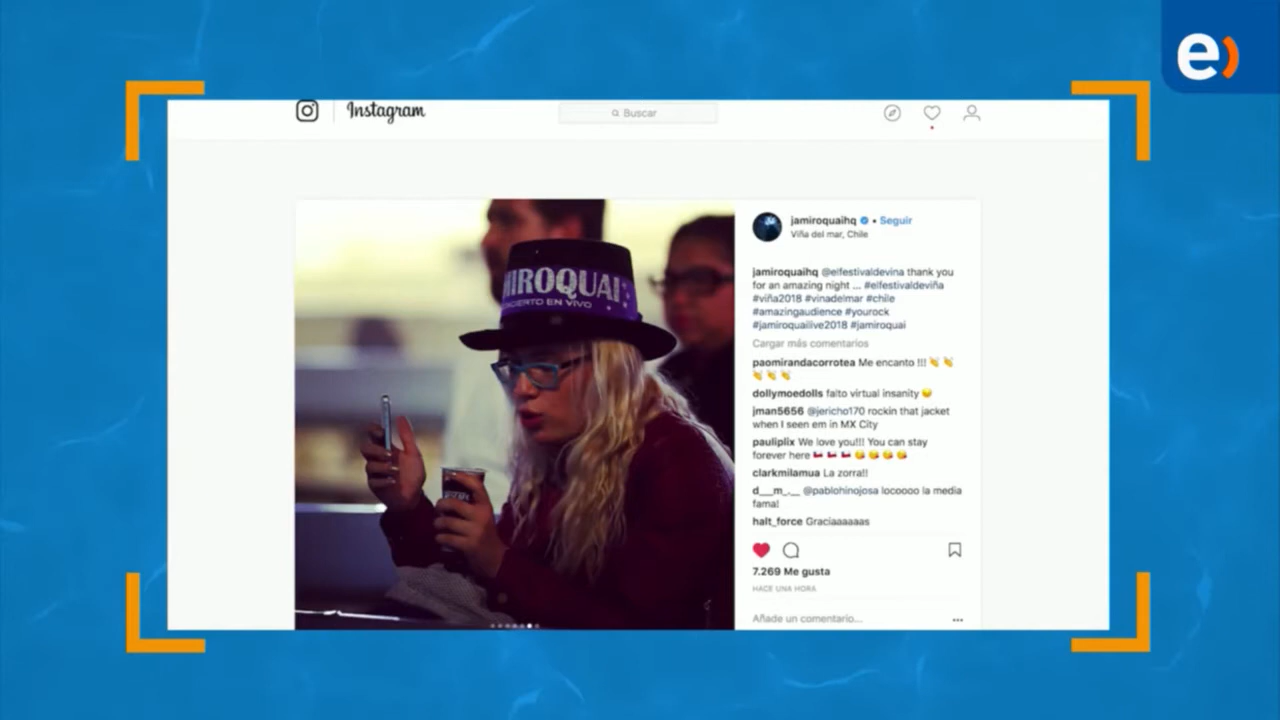 e)
Instagram
Buscar
MIROQUAI
CONCIERTO EN VIVO
jamiroquaihq • Seguir
Viña del mar, Chile
jamiroquaihq @elfestivaldevina thank you
for an amazing night ... #elfestivaldeviña
#viña2018 #vinadelmar #chile
#amazingaudience #yourock
#jamiroquailive2018 #jamiroquai
Cargar más comentarios
paomirandacorrotea Me encanto !!! 👏 👏
👏 👏 👏
dollymoedolls falto virtual insanity 😔
jman5656 @jericho170 rockin that jacket
when I seen em in MX City
pauliplix We love you!!! You can stay
forever here 🇨🇱 🇨🇱 🇨🇱 😘 😘 😘 😘
clarkmilamua La zorra!!
d___m_.__ @pablohinojosa locoooo la media
fama!
halt_force Graciaaaaaas
7.269 Me gusta
HACE UNA HORA
Añade un comentario...